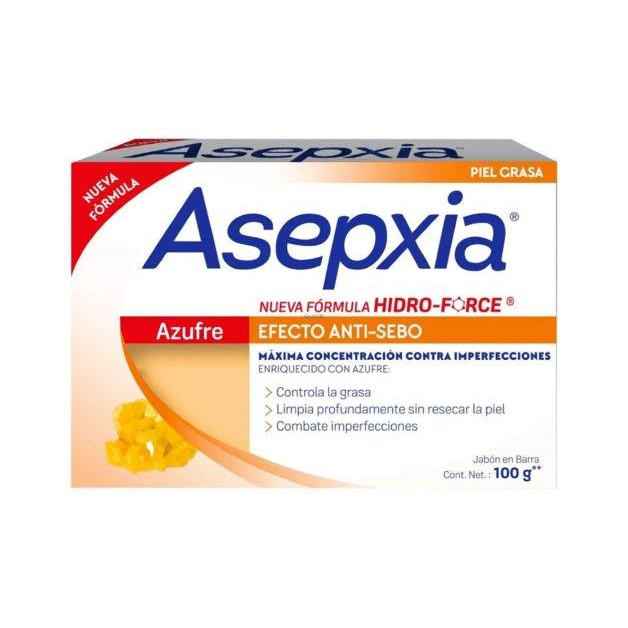 NUEVA
FÓRMULA
Asepxia
PIEL GRASA
Asepxia®
NUEVA FÓRMULA HIDRO-FORCE®
Azufre
EFECTO ANTI-SEBO
MÁXIMA CONCENTRACIÓN CONTRA IMPERFECCIONES
ENRIQUECIDO CON AZUFRE:
Controla la grasa
Limpia profundamente sin resecar la piel
Combate imperfecciones
Jabón en Barra
Cont. Net.: 100 g**